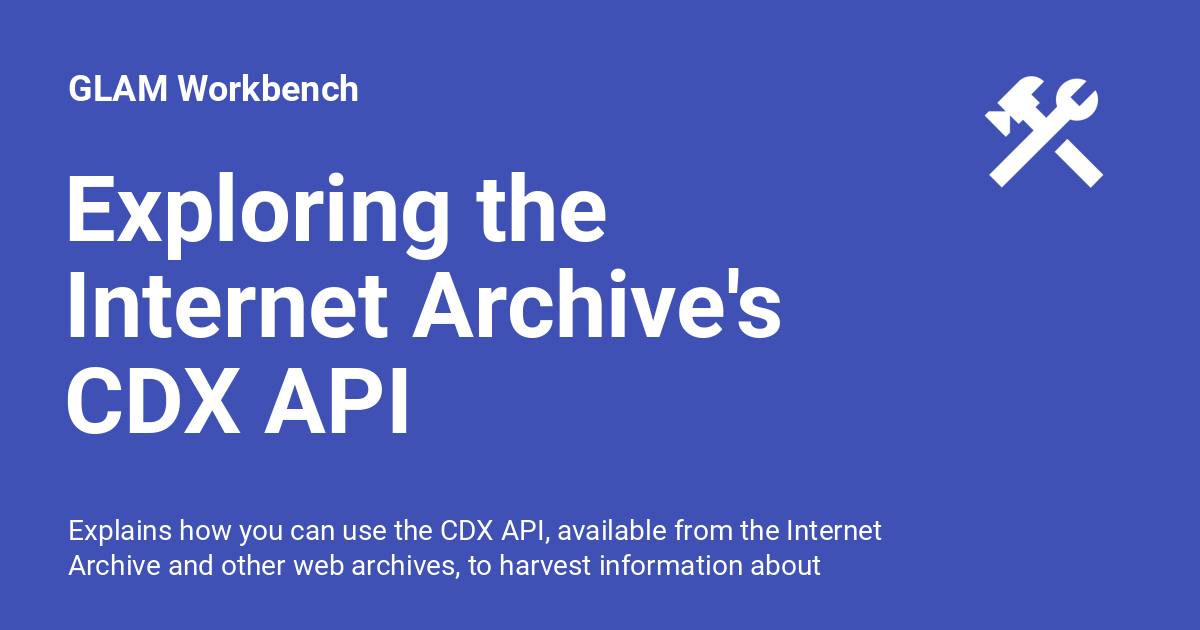 GLAM Workbench
Exploring the
Internet Archive's
CDX API
Explains how you can use the CDX API, available from the Internet
Archive and other web archives, to harvest information about